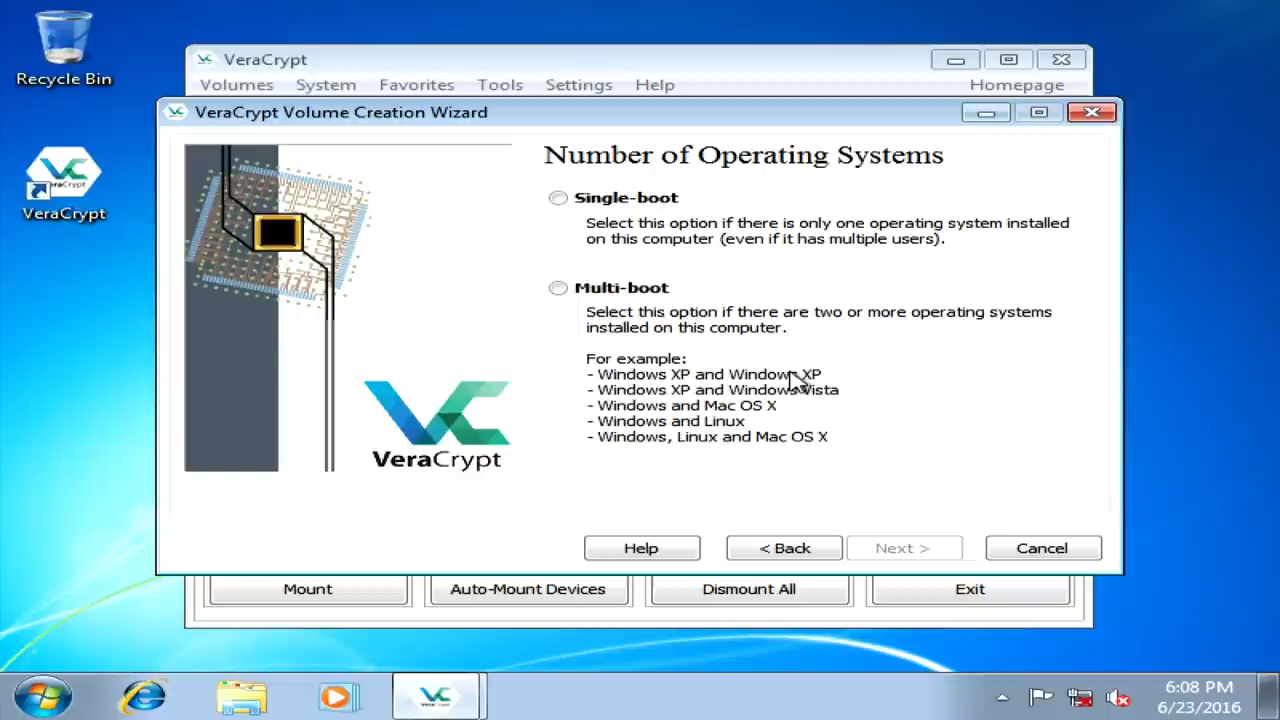 Recycle Bin
VeraCrypt
VeraCrypt
Volumes System Favorites Tools Settings Help Homepage
VeraCrypt Volume Creation Wizard
Number of Operating Systems
Single-boot
Select this option if there is only one operating system installed
on this computer (even if it has multiple users).
Multi-boot
Select this option if there are two or more operating systems
installed on this computer.
For example:
- Windows XP and Windows XP
- Windows XP and Windows Vista
- Windows and Mac OS X
- Windows and Linux
- Windows, Linux and Mac OS X
VeraCrypt
Help < Back Next > Cancel
Mount Auto-Mount Devices Dismount All Exit
6:08 PM
6/23/2016